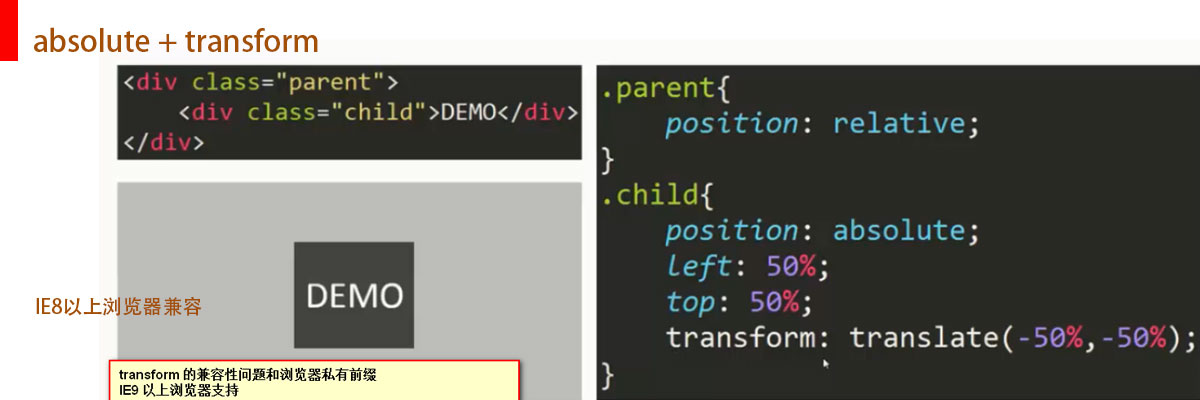 absolute + transform
<div class="parent">
    <div class="child">DEMO</div>
</div>
DEMO
IE8以上浏览器兼容
transform 的兼容性问题和浏览器私有前缀
IE9 以上浏览器支持
.parent{
    position: relative;
}
.child{
    position: absolute;
    left: 50%;
    top: 50%;
    transform: translate(-50%,-50%);
}